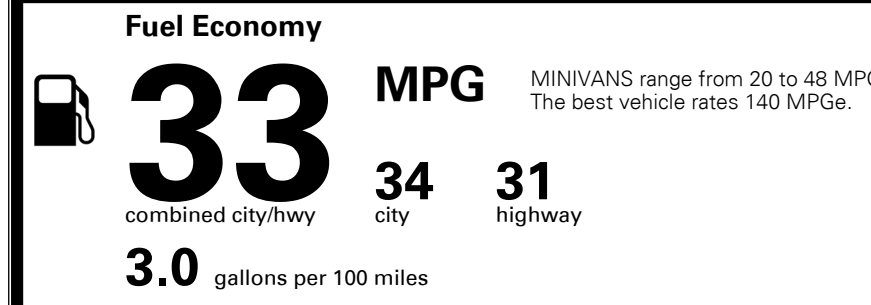 Fuel Economy
33 MPG
MINIVANS range from 20 to 48 MPG
The best vehicle rates 140 MPGe.
34 31
combined city/hwy city highway
3.0 gallons per 100 miles